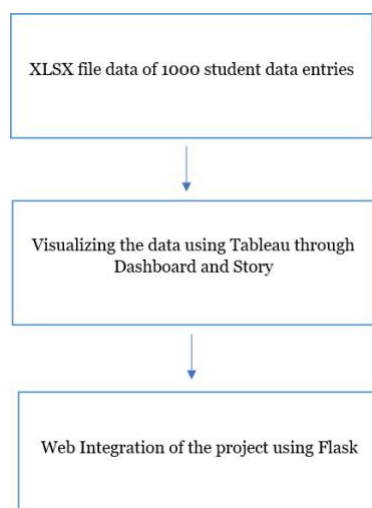 XLSX file data of 1000 student data entries
Visualizing the data using Tableau through
Dashboard and Story
Web Integration of the project using Flask